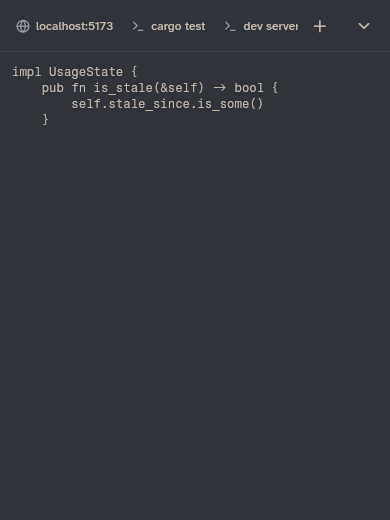 localhost:5173 cargo test dev server
impl UsageState {
    pub fn is_stale(&self) -> bool {
        self.stale_since.is_some()
    }